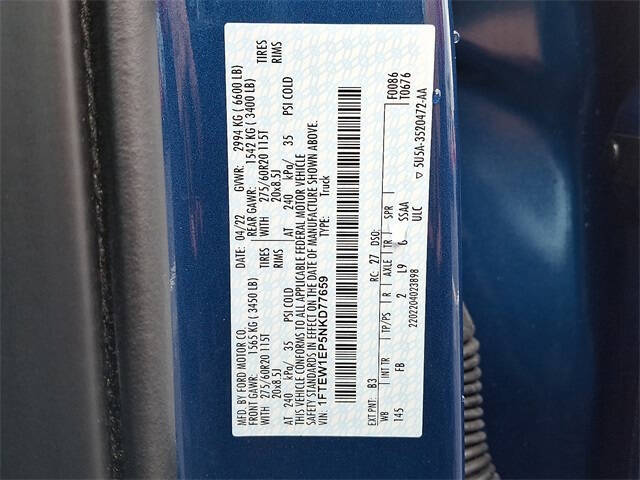 MFD. BY FORD MOTOR CO. DATE: 04/22 GVWR: 2994 KG ( 6600 LB)
FRONT GAWR: 1565 KG ( 3450 LB) REAR GAWR: 1542 KG ( 3400 LB)
WITH 275/60R20 115T TIRES WITH 275/60R20 115T TIRES
20x8.5J RIMS 20x8.5J RIMS
AT 240 kPa/ 35 PSI COLD AT 240 kPa/ 35 PSI COLD
THIS VEHICLE CONFORMS TO ALL APPLICABLE FEDERAL MOTOR VEHICLE
SAFETY STANDARDS IN EFFECT ON THE DATE OF MANUFACTURE SHOWN ABOVE.
VIN: 1FTEW1EP5NKD77659 TYPE: Truck
F0086
T0676
EXT PNT: B3 RC: 27 DSO:
WB INT TR TP/PS R AXLE TR SPR
145 FB 2 L9 6 SSAA
ULC
2202204023898
▽ 5U5A-3520472-AA